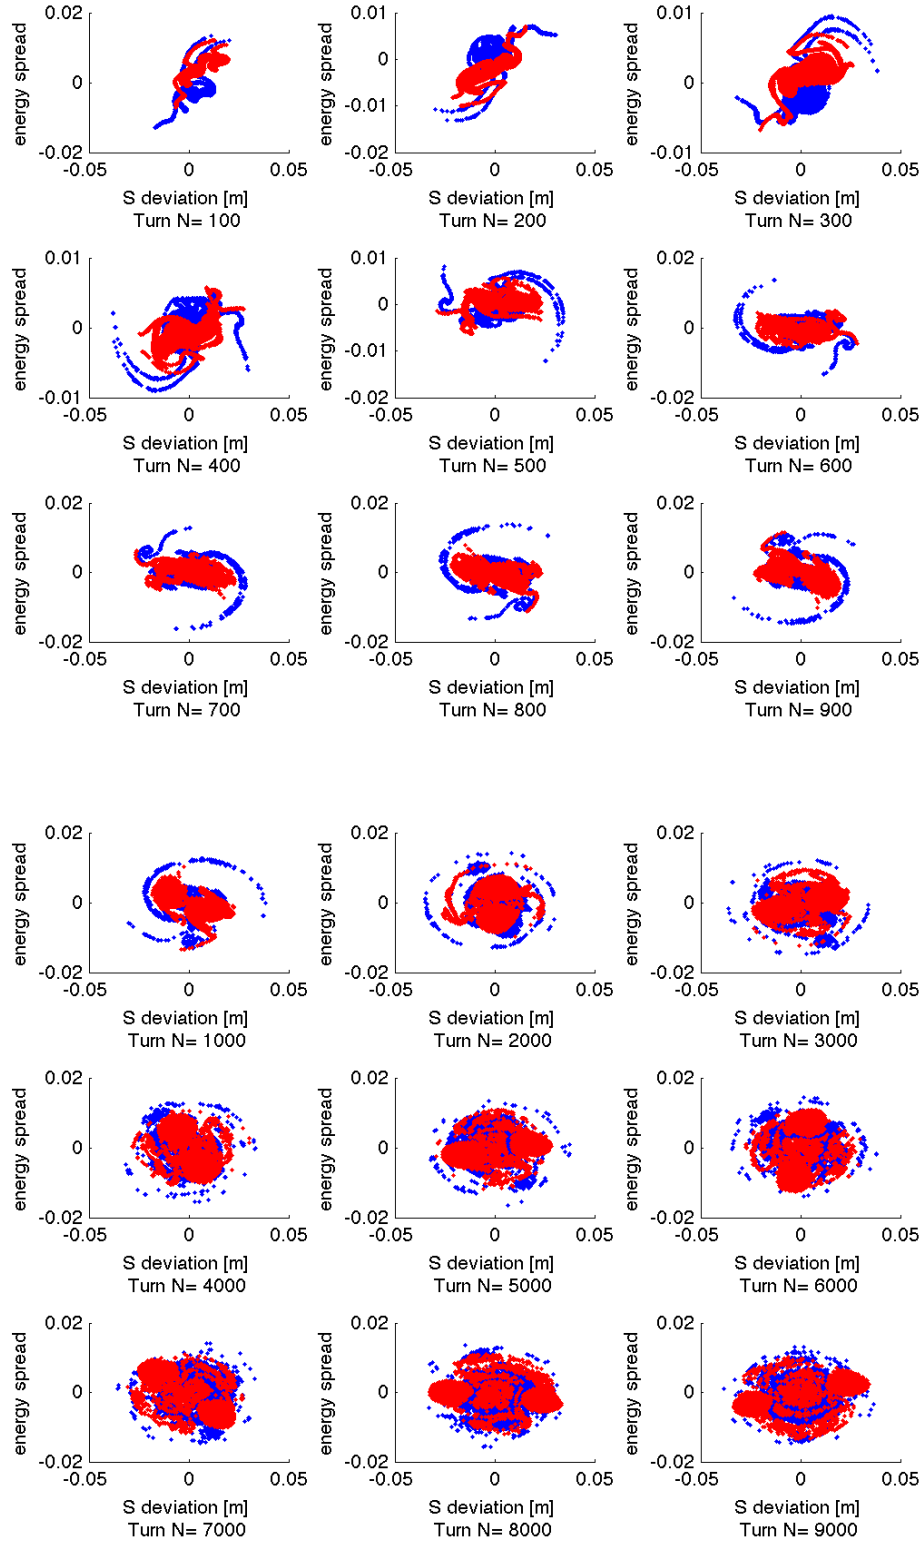 0.02 0.01 0.01
energy spread energy spread energy spread
0 0 0
-0.01
-0.02 -0.02 -0.01
-0.05 0 0.05 -0.05 0 0.05 -0.05 0 0.05
S deviation [m] S deviation [m] S deviation [m]
Turn N= 100 Turn N= 200 Turn N= 300
0.01 0.01 0.02
energy spread energy spread energy spread
0 0 0
-0.01
-0.01 -0.02 -0.02
-0.05 0 0.05 -0.05 0 0.05 -0.05 0 0.05
S deviation [m] S deviation [m] S deviation [m]
Turn N= 400 Turn N= 500 Turn N= 600
0.02 0.02 0.02
energy spread energy spread energy spread
0 0 0
-0.02 -0.02 -0.02
-0.05 0 0.05 -0.05 0 0.05 -0.05 0 0.05
S deviation [m] S deviation [m] S deviation [m]
Turn N= 700 Turn N= 800 Turn N= 900
0.02 0.02 0.02
energy spread energy spread energy spread
0 0 0
-0.02 -0.02 -0.02
-0.05 0 0.05 -0.05 0 0.05 -0.05 0 0.05
S deviation [m] S deviation [m] S deviation [m]
Turn N= 1000 Turn N= 2000 Turn N= 3000
0.02 0.02 0.02
energy spread energy spread energy spread
0 0 0
-0.02 -0.02 -0.02
-0.05 0 0.05 -0.05 0 0.05 -0.05 0 0.05
S deviation [m] S deviation [m] S deviation [m]
Turn N= 4000 Turn N= 5000 Turn N= 6000
0.02 0.02 0.02
energy spread energy spread energy spread
0 0 0
-0.02 -0.02 -0.02
-0.05 0 0.05 -0.05 0 0.05 -0.05 0 0.05
S deviation [m] S deviation [m] S deviation [m]
Turn N= 7000 Turn N= 8000 Turn N= 9000